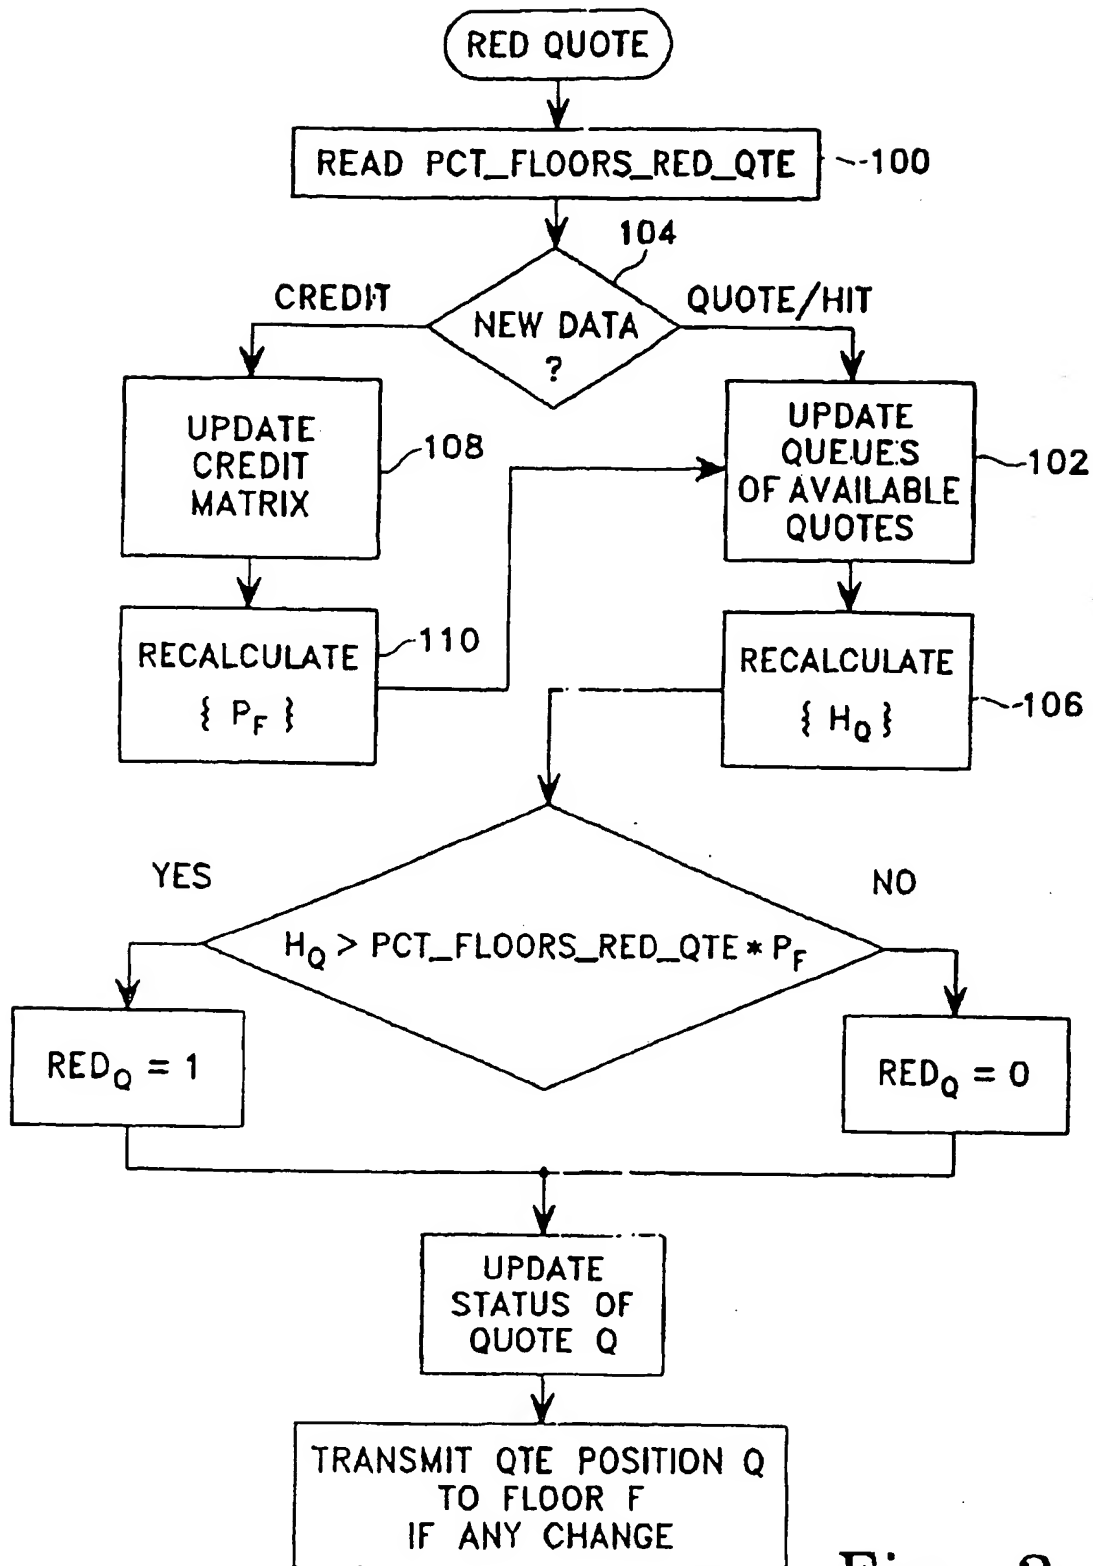 RED QUOTE
READ PCT_FLOORS_RED_QTE
100
104
CREDIT
QUOTE/HIT
NEW DATA
?
UPDATE
CREDIT
MATRIX
108
UPDATE
QUEUES
OF AVAILABLE
QUOTES
102
RECALCULATE
{ P_F }
110
RECALCULATE
{ H_Q }
106
YES
NO
H_Q > PCT_FLOORS_RED_QTE * P_F
RED_Q = 1
RED_Q = 0
UPDATE
STATUS OF
QUOTE Q
TRANSMIT QTE POSITION Q
TO FLOOR F
IF ANY CHANGE